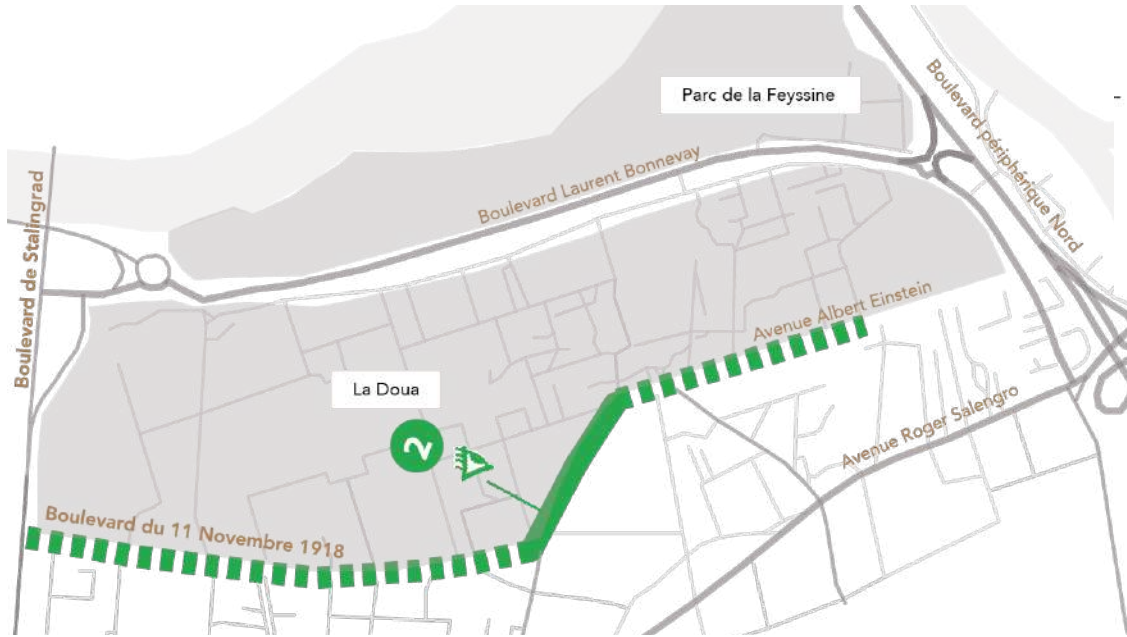 Parc de la Feyssine
Boulevard périphérique Nord
Boulevard Laurent Bonnevay
Boulevard de Stalingrad
Avenue Albert Einstein
La Doua
Avenue Roger Salengro
2
Boulevard du 11 Novembre 1918